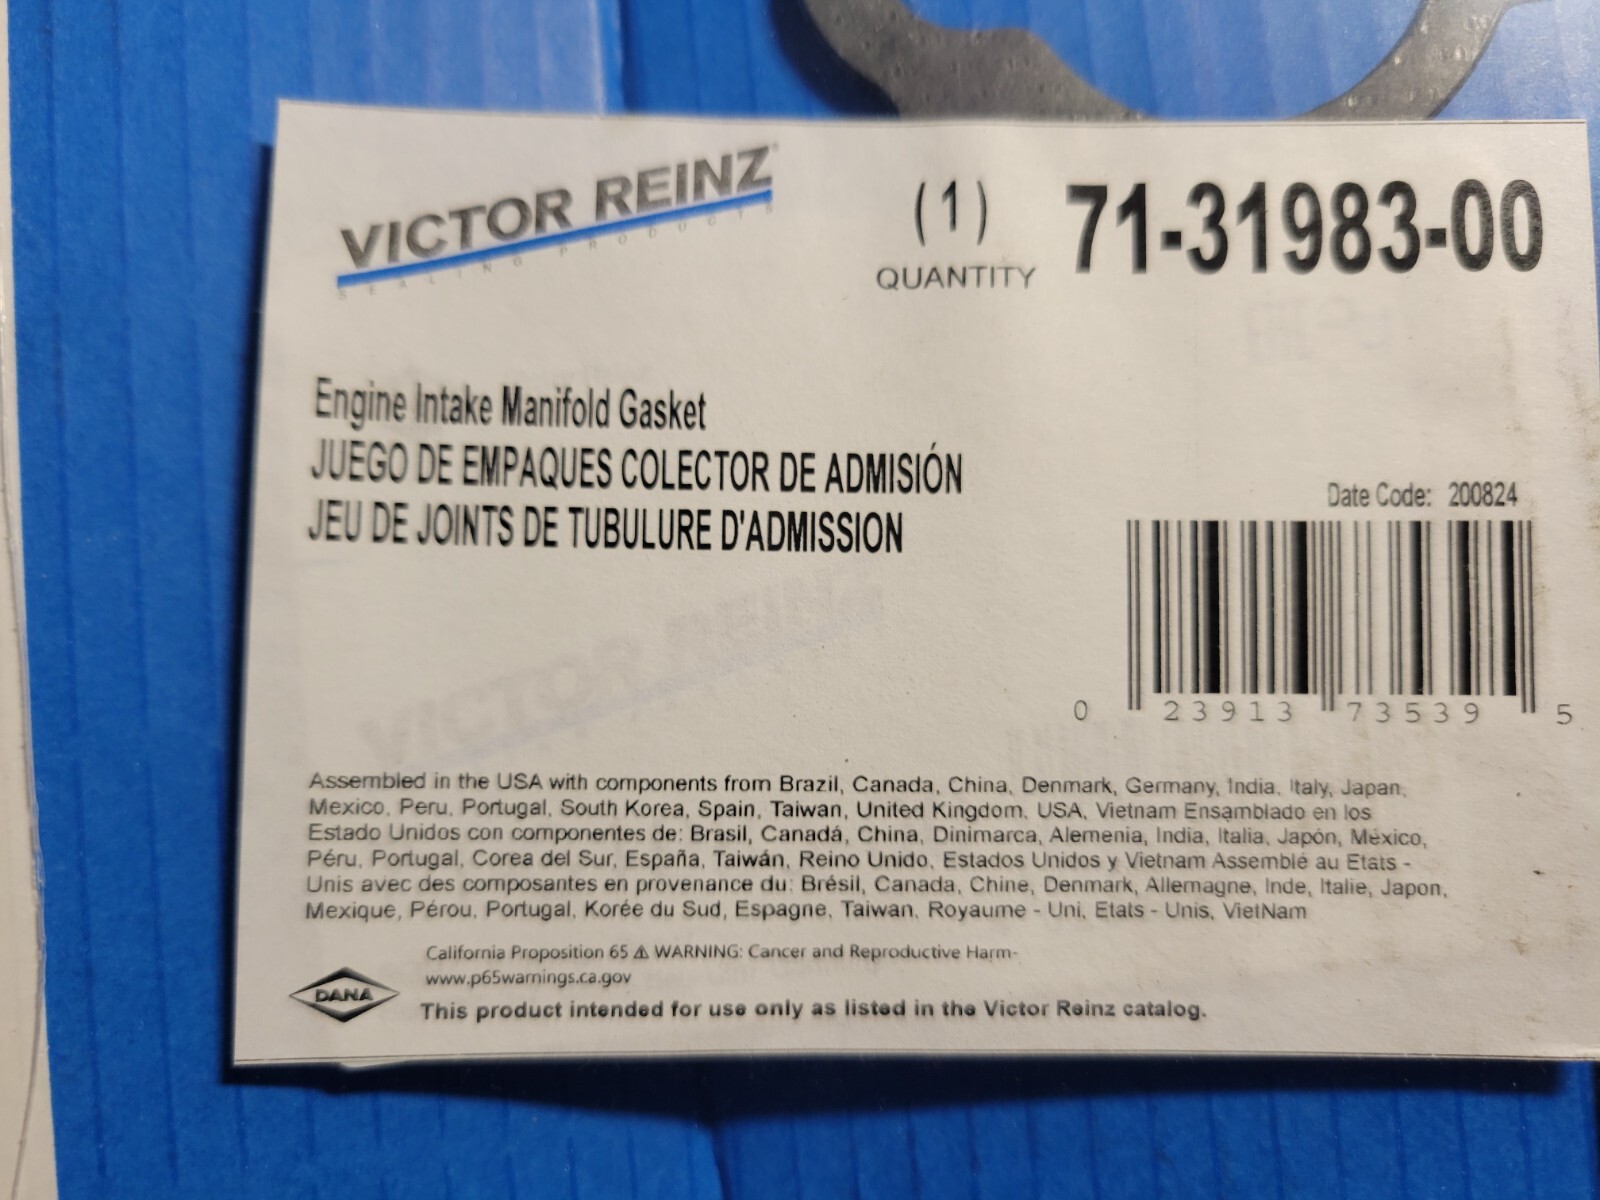 VICTOR REINZ®
SEALING PRODUCTS
(1)
QUANTITY
71-31983-00
Engine Intake Manifold Gasket
JUEGO DE EMPAQUES COLECTOR DE ADMISIÓN
JEU DE JOINTS DE TUBULURE D'ADMISSION
Date Code: 200824
0 23913 73539 5
Assembled in the USA with components from Brazil, Canada, China, Denmark, Germany, India, Italy, Japan,
Mexico, Peru, Portugal, South Korea, Spain, Taiwan, United Kingdom, USA, Vietnam Ensamblado en los
Estado Unidos con componentes de: Brasil, Canadá, China, Dinimarca, Alemenia, India, Italia, Japón, México,
Péru, Portugal, Corea del Sur, España, Taiwán, Reino Unido, Estados Unidos y Vietnam Assemblé au Etats -
Unis avec des composantes en provenance du: Brésil, Canada, Chine, Denmark, Allemagne, Inde, Italie, Japon,
Mexique, Pérou, Portugal, Korée du Sud, Espagne, Taiwan, Royaume - Uni, Etats - Unis, VietNam
California Proposition 65 ⚠ WARNING: Cancer and Reproductive Harm-
www.p65warnings.ca.gov
DANA
This product intended for use only as listed in the Victor Reinz catalog.